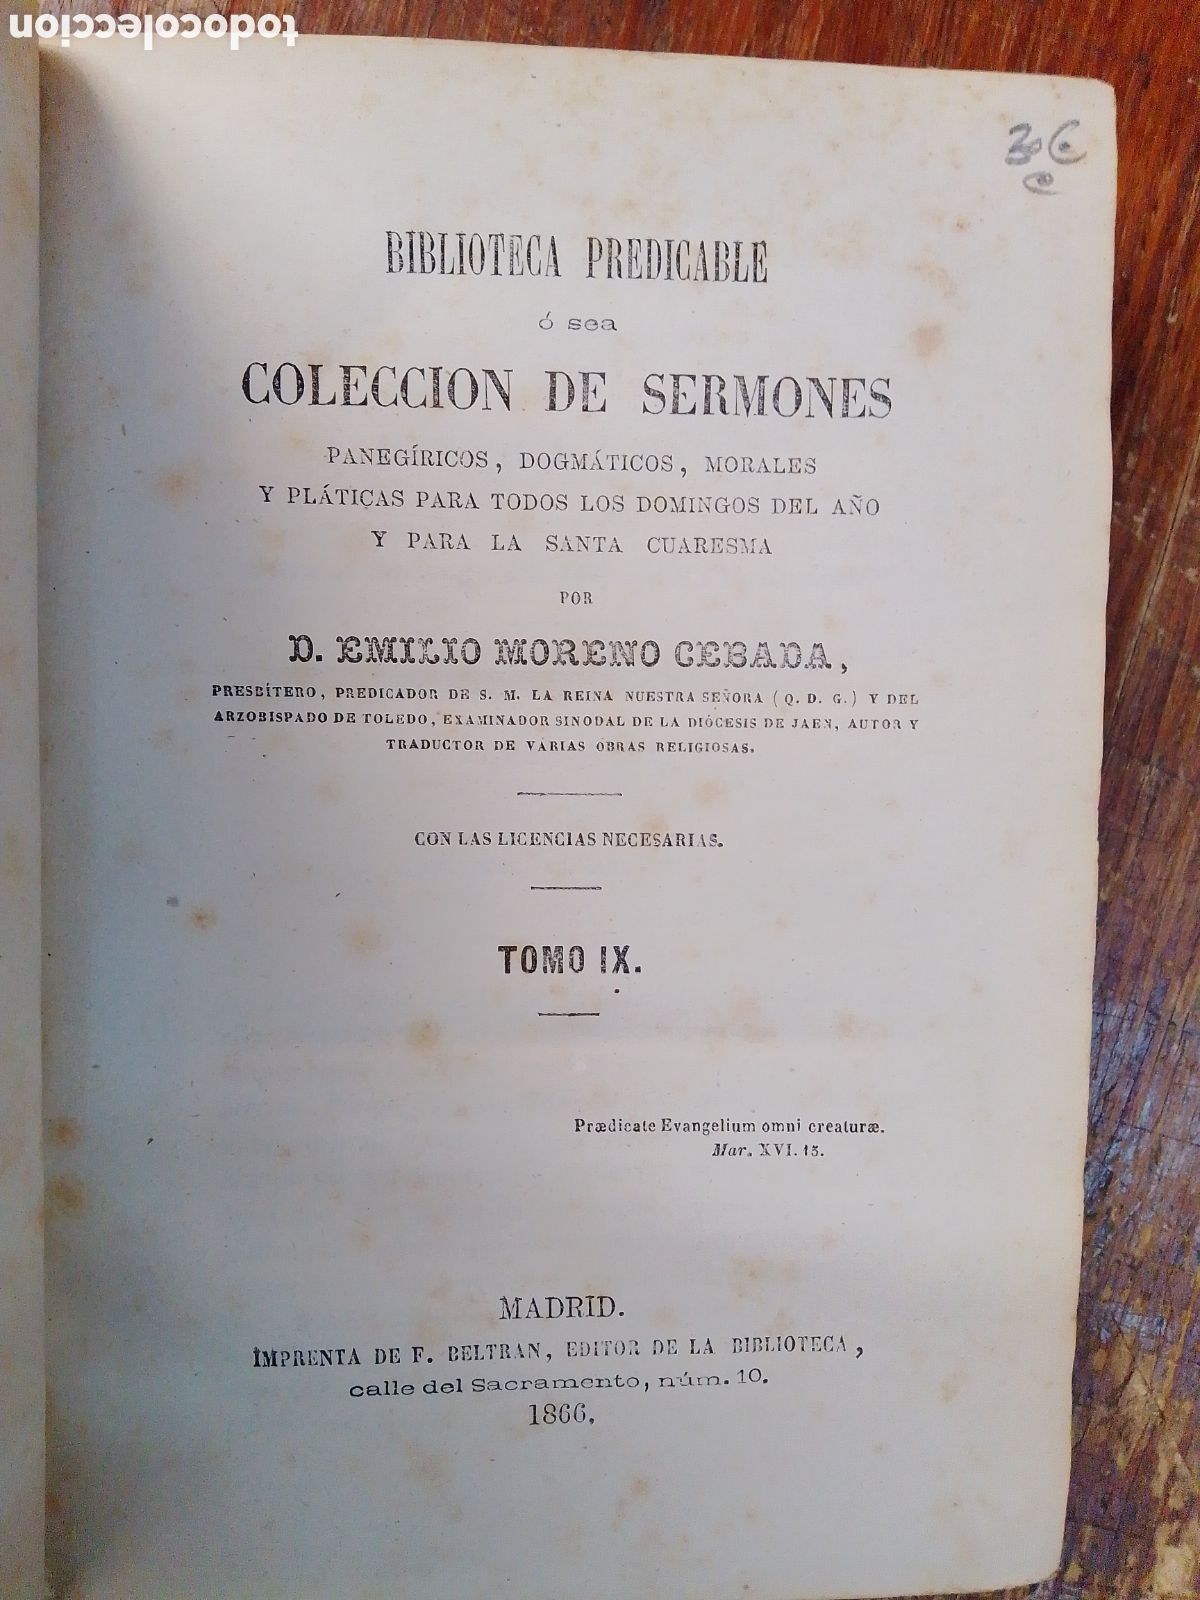 todocoleccion
BIBLIOTECA PREDICABLE
ó sea
COLECCION DE SERMONES
PANEGÍRICOS, DOGMÁTICOS, MORALES
Y PLÁTICAS PARA TODOS LOS DOMINGOS DEL AÑO
Y PARA LA SANTA CUARESMA
POR
D. EMILIO MORENO CEBADA,
PRESBÍTERO, PREDICADOR DE S. M. LA REINA NUESTRA SEÑORA (Q. D. G.) Y DEL
ARZOBISPADO DE TOLEDO, EXAMINADOR SINODAL DE LA DIÓCESIS DE JAEN, AUTOR Y
TRADUCTOR DE VARIAS OBRAS RELIGIOSAS.
CON LAS LICENCIAS NECESARIAS.
TOMO IX.
Prædicate Evangelium omni creaturæ.
Mar. XVI. 15.
MADRID.
IMPRENTA DE F. BELTRAN, EDITOR DE LA BIBLIOTECA,
calle del Sacramento, núm. 10.
1866.